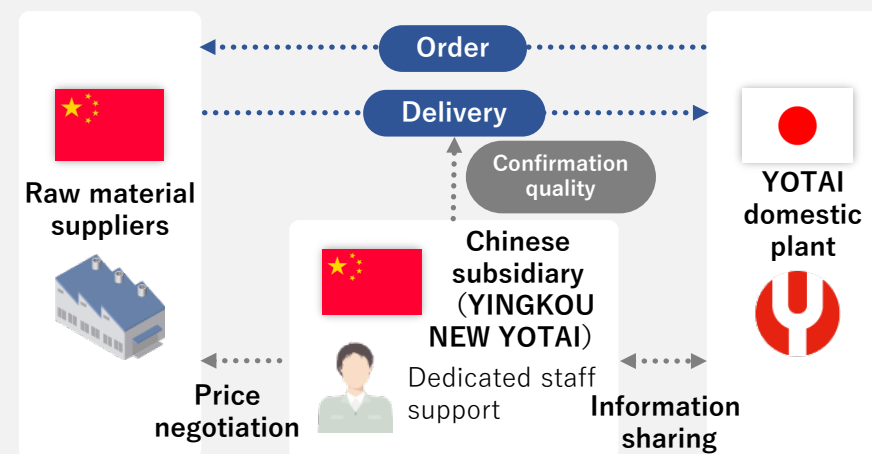 Order
Delivery
Confirmation
quality
Raw material
suppliers
YOTAI
domestic
plant
Chinese
subsidiary
（YINGKOU
NEW YOTAI）
Dedicated staff
support
Price
negotiation
Information
sharing